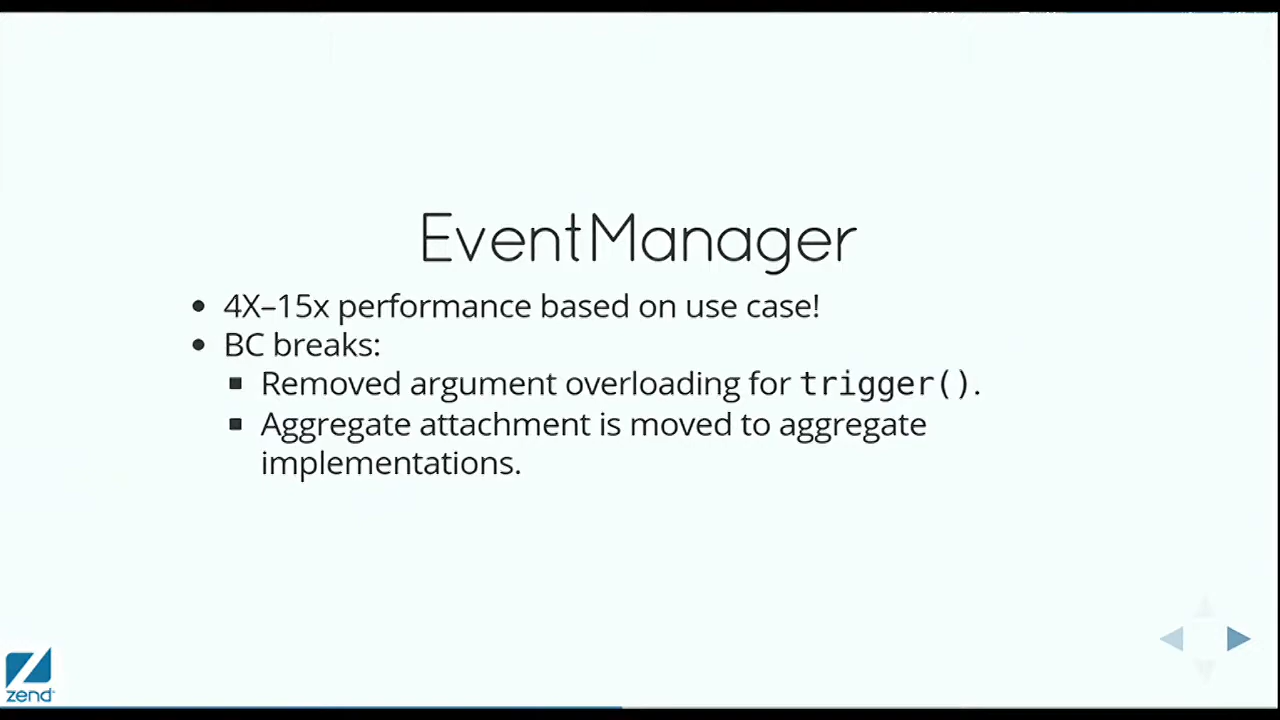 EventManager
• 4X–15x performance based on use case!
• BC breaks:
▪ Removed argument overloading for trigger().
▪ Aggregate attachment is moved to aggregate
implementations.
zend